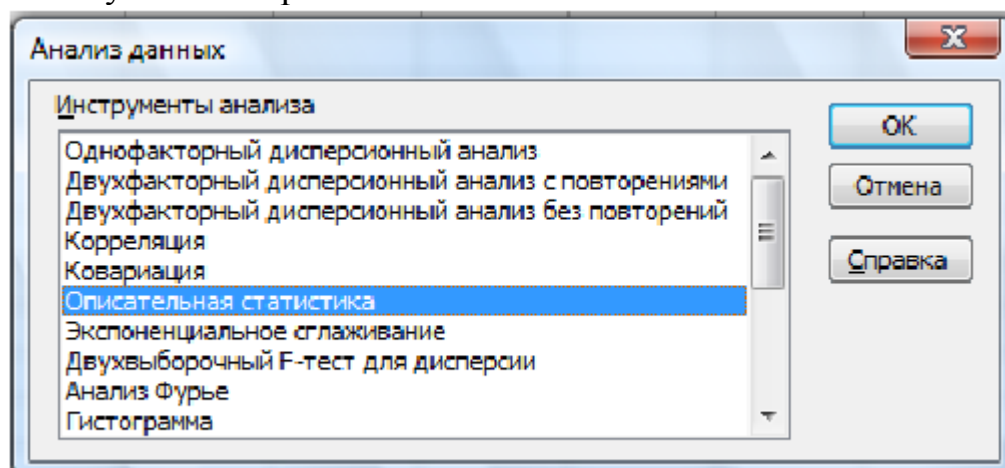 Анализ данных
Инструменты анализа
Однофакторный дисперсионный анализ
Двухфакторный дисперсионный анализ с повторениями
Двухфакторный дисперсионный анализ без повторений
Корреляция
Ковариация
Описательная статистика
Экспоненциальное сглаживание
Двухвыборочный F-тест для дисперсии
Анализ Фурье
Гистограмма
ОК
Отмена
Справка